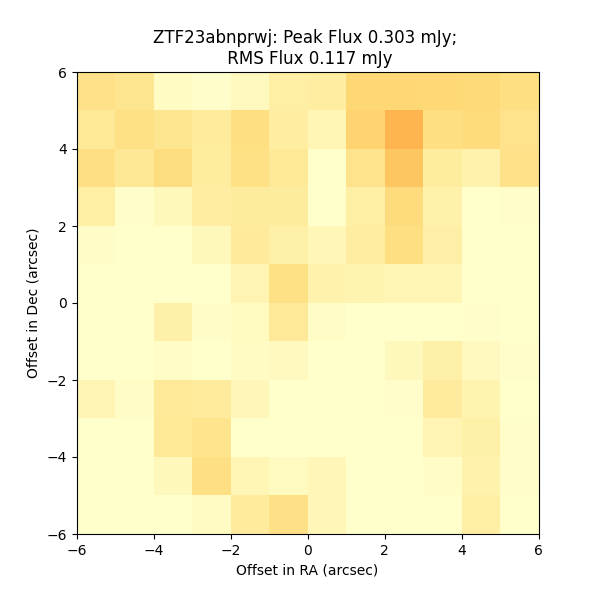 ZTF23abnprwj: Peak Flux 0.303 mJy;
RMS Flux 0.117 mJy
6
4
2
0
−2
−4
−6
Offset in Dec (arcsec)
−6 −4 −2 0 2 4 6
Offset in RA (arcsec)